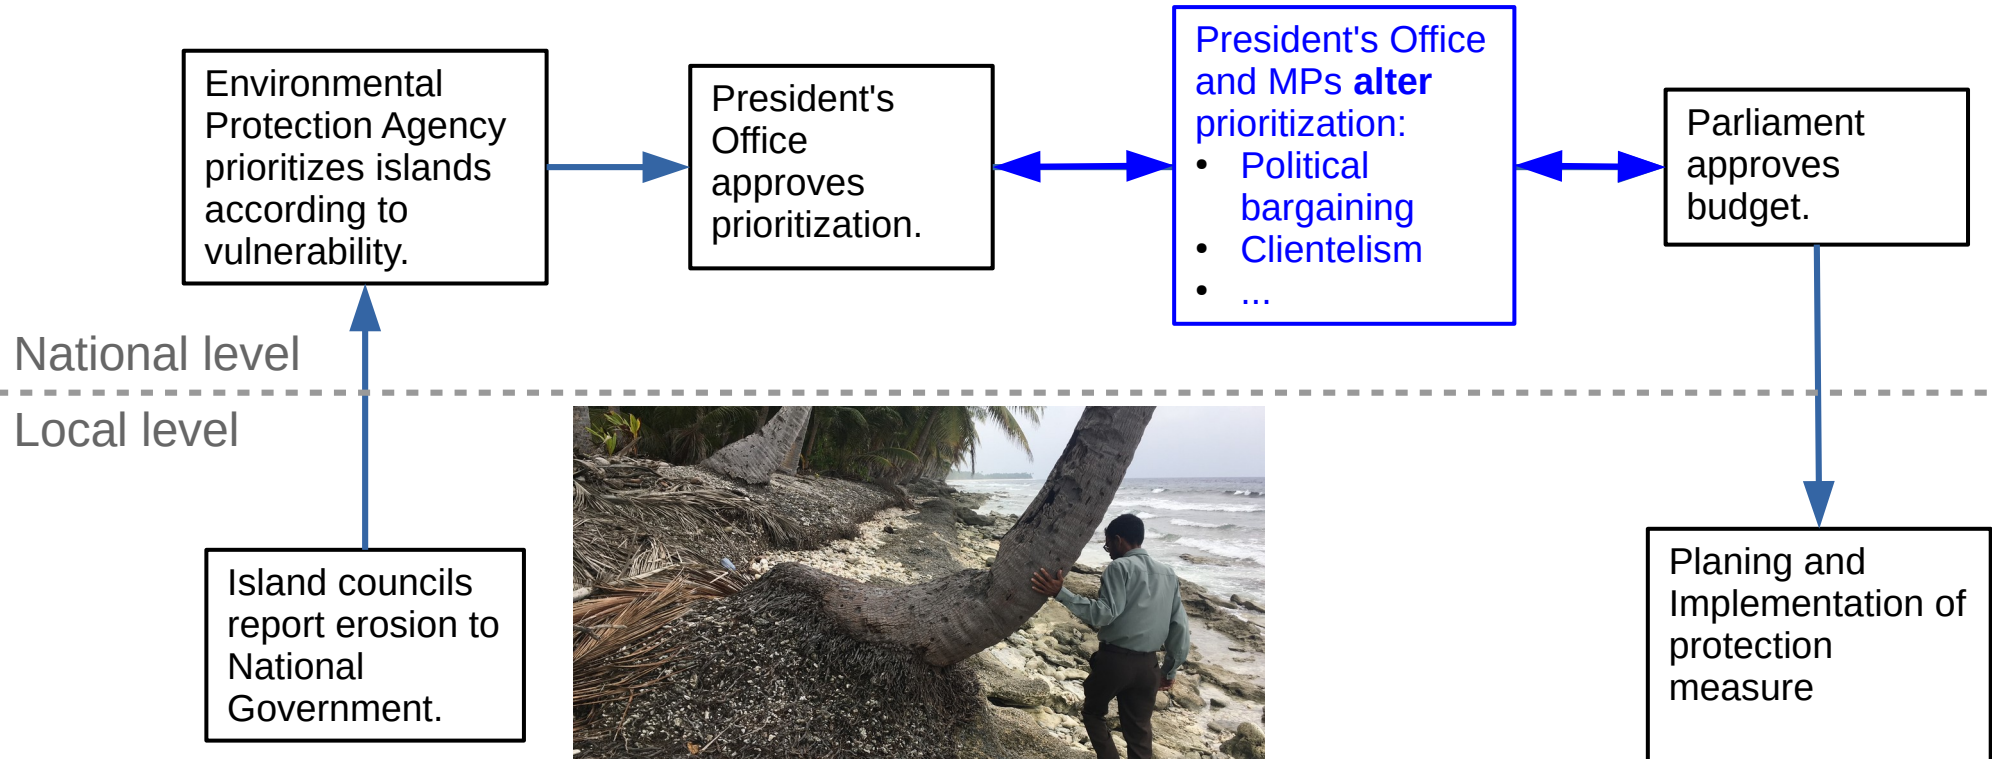 Environmental
Protection Agency
prioritizes islands
according to
vulnerability.
President's
Office
approves
prioritization.
President's Office
and MPs alter
prioritization:
• Political
bargaining
• Clientelism
• ...
Parliament
approves
budget.
National level
Local level
Island councils
report erosion to
National
Government.
Planing and
Implementation of
protection
measure